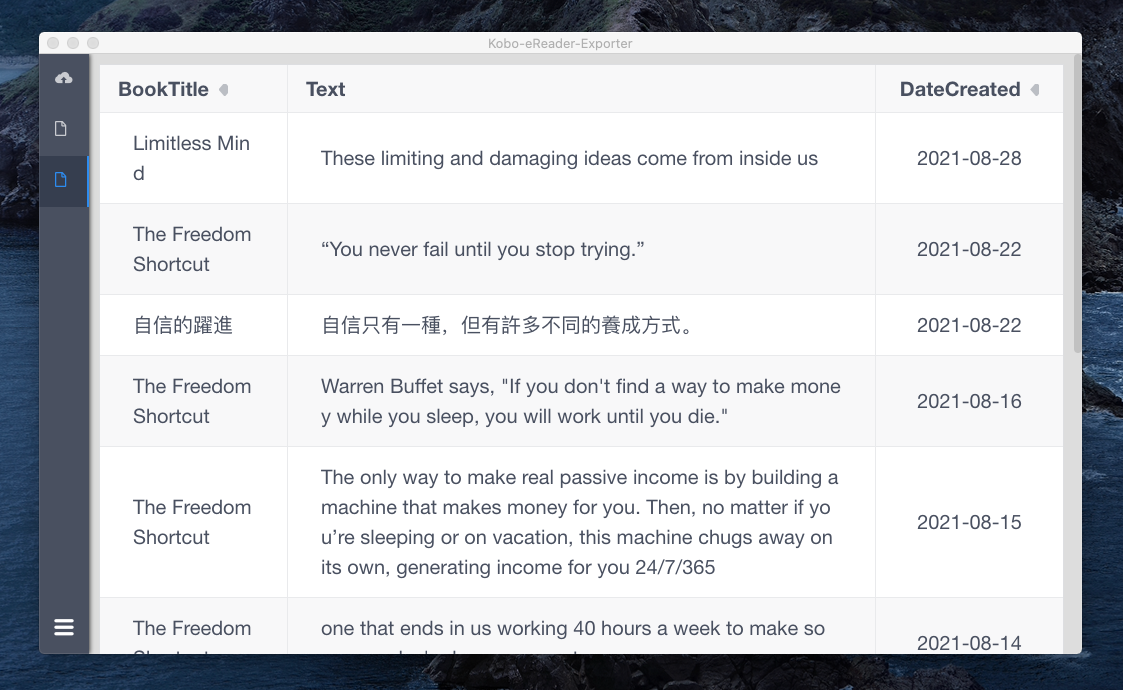 Kobo-eReader-Exporter
BookTitle
Text
DateCreated
Limitless Min
d
These limiting and damaging ideas come from inside us
2021-08-28
The Freedom
Shortcut
“You never fail until you stop trying.”
2021-08-22
自信的躍進
自信只有一種，但有許多不同的養成方式。
2021-08-22
The Freedom
Shortcut
Warren Buffet says, "If you don't find a way to make mone
y while you sleep, you will work until you die."
2021-08-16
The Freedom
Shortcut
The only way to make real passive income is by building a
machine that makes money for you. Then, no matter if yo
u’re sleeping or on vacation, this machine chugs away on
its own, generating income for you 24/7/365
2021-08-15
The Freedom
one that ends in us working 40 hours a week to make so
2021-08-14